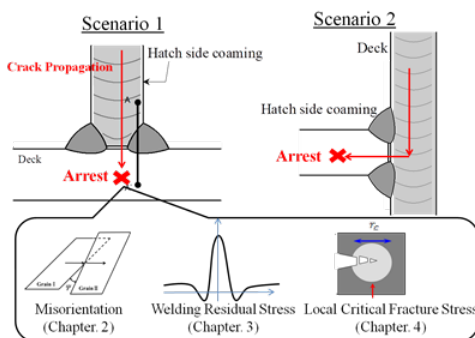 Scenario 1
Hatch side coaming
Crack Propagation
A
Deck
Arrest
Scenario 2
Deck
Hatch side coaming
Arrest
Grain I
Grain II
Misorientation
(Chapter. 2)
Welding Residual Stress
(Chapter. 3)
Local Critical Fracture Stress
(Chapter. 4)